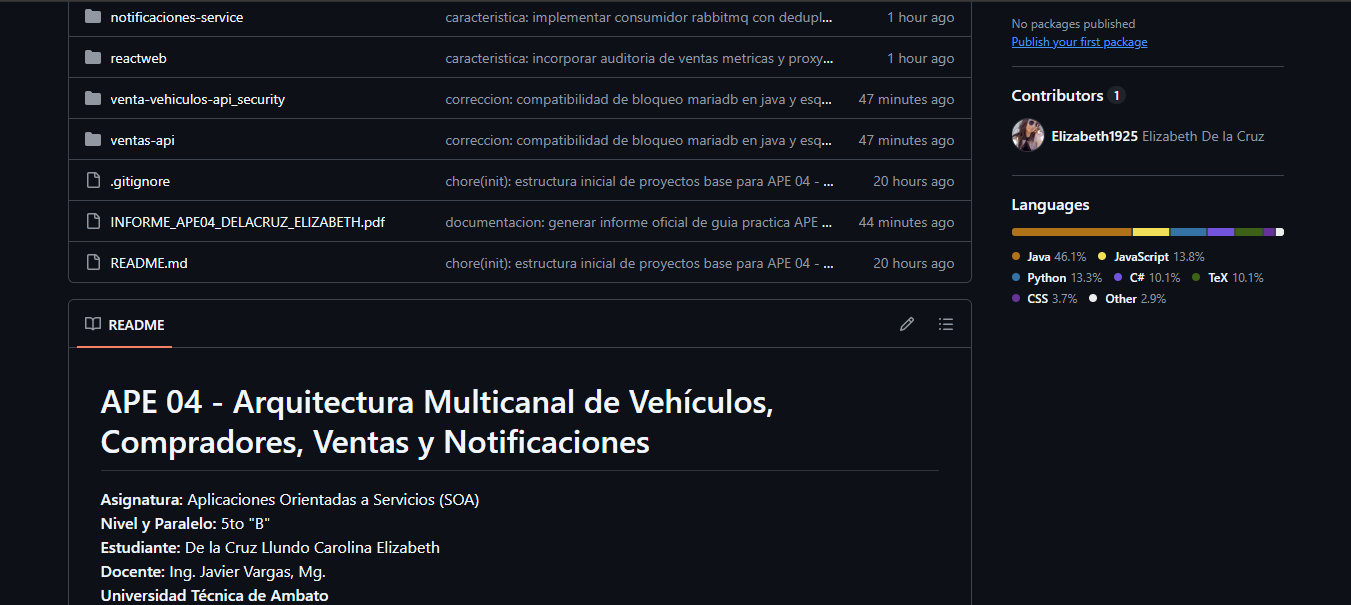 notificaciones-service caracteristica: implementar consumidor rabbitmq con dedupl... 1 hour ago
reactweb caracteristica: incorporar auditoria de ventas metricas y proxy... 1 hour ago
venta-vehiculos-api_security correccion: compatibilidad de bloqueo mariadb en java y esq... 47 minutes ago
ventas-api correccion: compatibilidad de bloqueo mariadb en java y esq... 47 minutes ago
.gitignore chore(init): estructura inicial de proyectos base para APE 04 - ... 20 hours ago
INFORME_APE04_DELACRUZ_ELIZABETH.pdf documentacion: generar informe oficial de guia practica APE ... 44 minutes ago
README.md chore(init): estructura inicial de proyectos base para APE 04 - ... 20 hours ago
README
APE 04 - Arquitectura Multicanal de Vehículos,
Compradores, Ventas y Notificaciones
Asignatura: Aplicaciones Orientadas a Servicios (SOA)
Nivel y Paralelo: 5to "B"
Estudiante: De la Cruz Llundo Carolina Elizabeth
Docente: Ing. Javier Vargas, Mg.
Universidad Técnica de Ambato
No packages published
Publish your first package
Contributors 1
Elizabeth1925 Elizabeth De la Cruz
Languages
Java 46.1% JavaScript 13.8%
Python 13.3% C# 10.1% TeX 10.1%
CSS 3.7% Other 2.9%